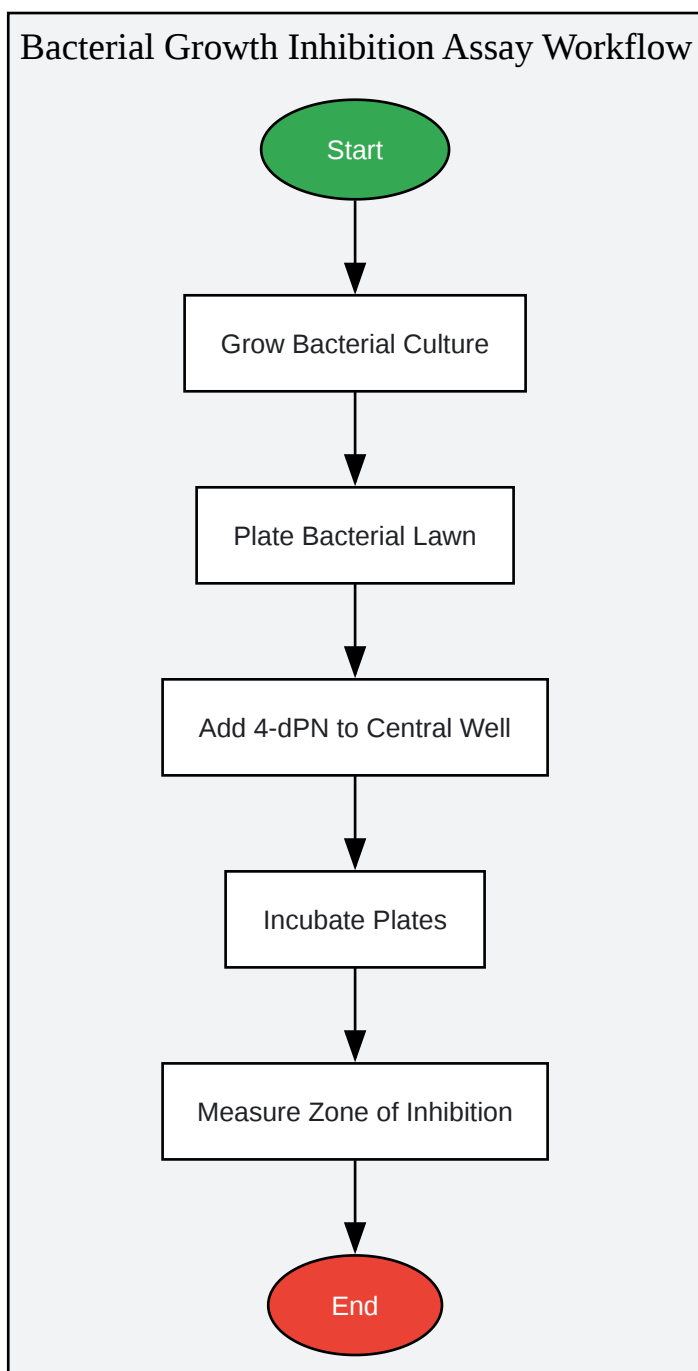 Bacterial Growth Inhibition Assay Workflow
Start
Grow Bacterial Culture
Plate Bacterial Lawn
Add 4-dPN to Central Well
Incubate Plates
Measure Zone of Inhibition
End